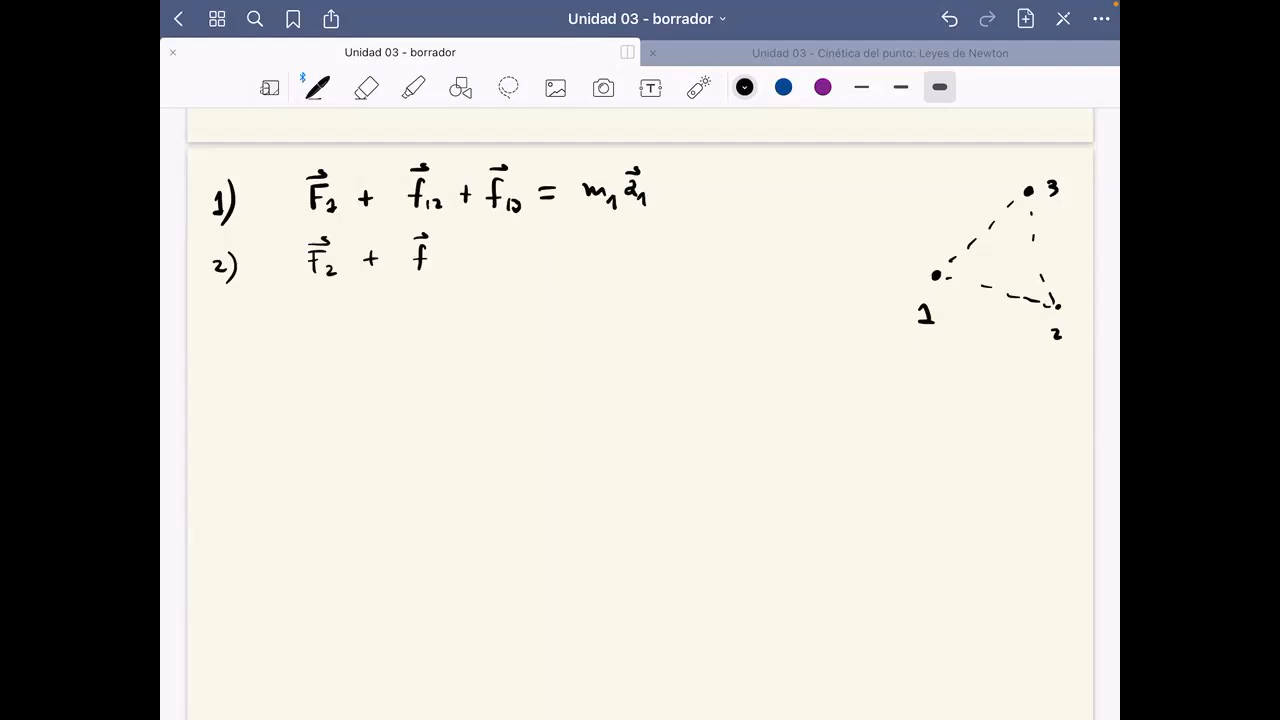 Unidad 03 - borrador
Unidad 03 - borrador
Unidad 03 - Cinética del punto: Leyes de Newton
T
1) F⃗₁ + f⃗₁₂ + f⃗₁₃ = m₁ a⃗₁
2) F⃗₂ + f⃗
3
1
2